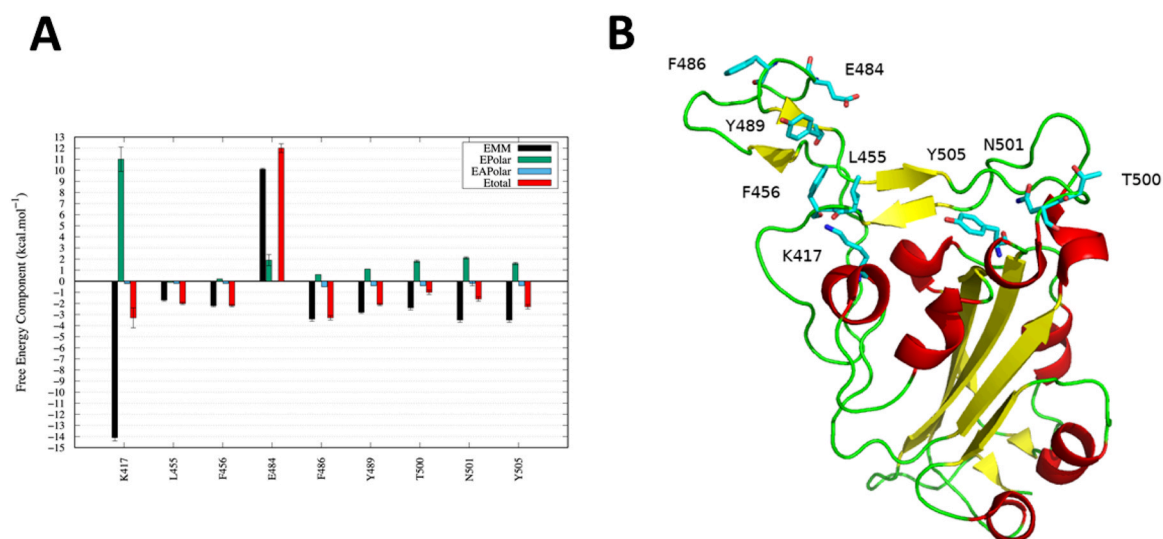 A
B
Free Energy Component (kcal.mol⁻¹)
13
12
11
10
9
8
7
6
5
4
3
2
1
0
−1
−2
−3
−4
−5
−6
−7
−8
−9
−10
−11
−12
−13
−14
−15
EMM
EPolar
EAPolar
Etotal
K417
L455
F456
E484
F486
Y489
T500
N501
Y505
F486
E484
Y489
L455
Y505
N501
T500
F456
K417